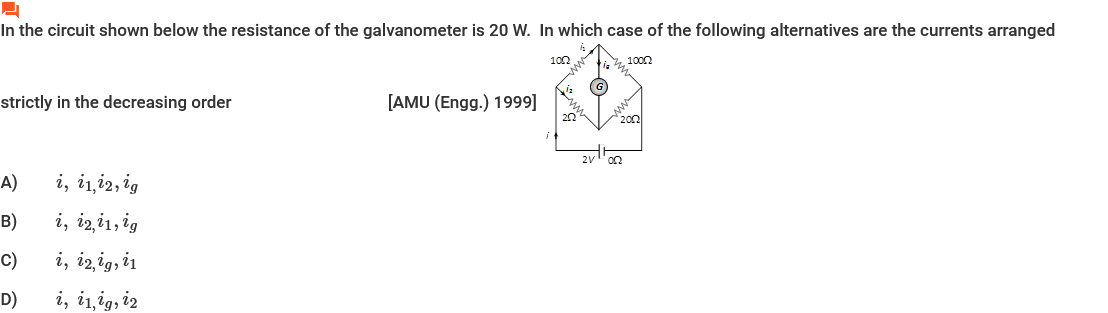 In the circuit shown below the resistance of the galvanometer is 20 W. In which case of the following alternatives are the currents arranged
i₁
10Ω
i_g
100Ω
i₂
G
strictly in the decreasing order [AMU (Engg.) 1999]
2Ω
20Ω
i
2V
0Ω
A) i, i₁,i₂, i_g
B) i, i₂,i₁, i_g
C) i, i₂,i_g, i₁
D) i, i₁,i_g, i₂